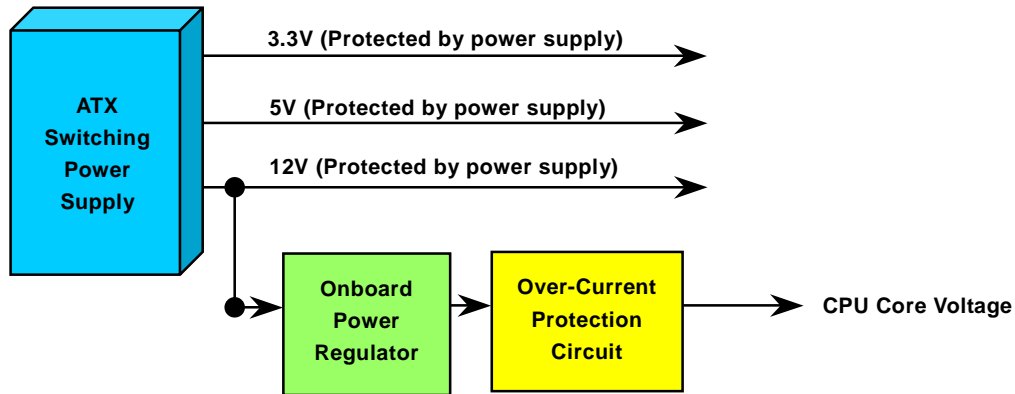 3.3V (Protected by power supply)
ATX
Switching
Power
Supply
5V (Protected by power supply)
12V (Protected by power supply)
Onboard
Power
Regulator
Over-Current
Protection
Circuit
CPU Core Voltage